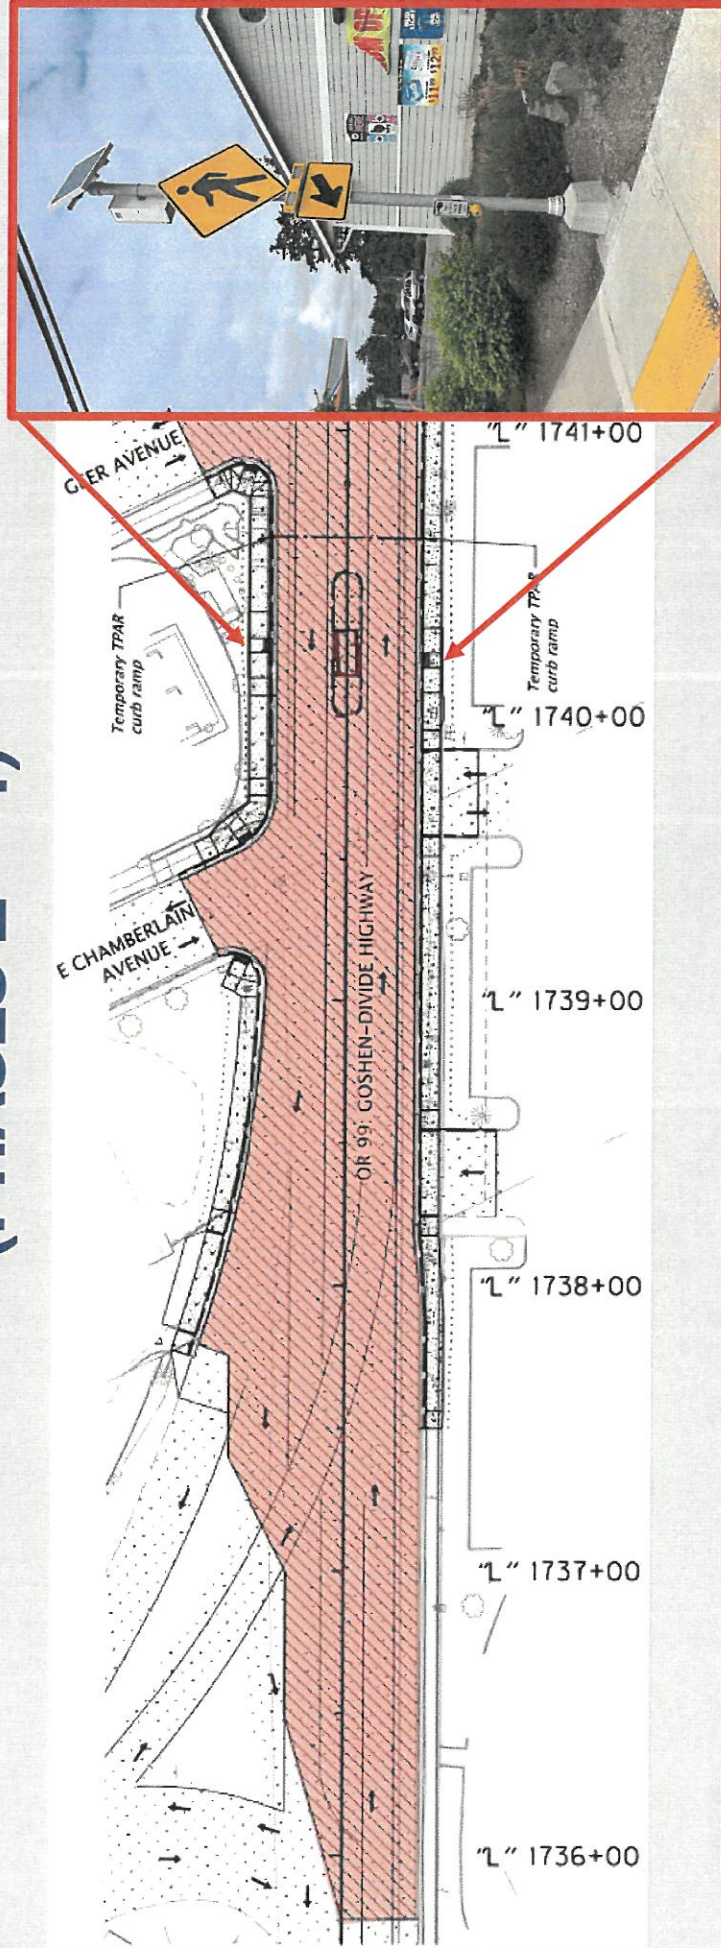 GEER AVENUE
"L" 1741+00
Temporary TPAR
curb ramp
Temporary TPAR
curb ramp
"L" 1740+00
E CHAMBERLAIN
AVENUE
OR 99: GOSHEN-DIVIDE HIGHWAY
"L" 1739+00
"L" 1738+00
"L" 1737+00
"L" 1736+00